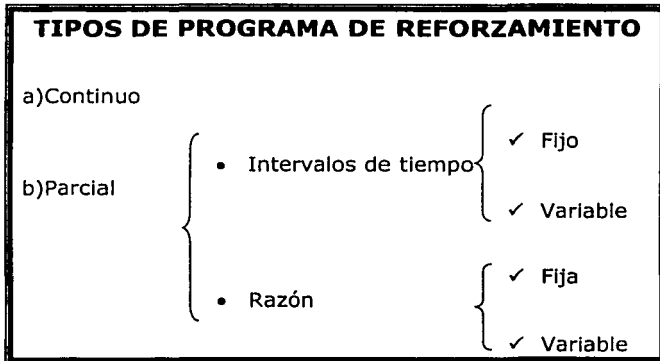 TIPOS DE PROGRAMA DE REFORZAMIENTO
a)Continuo
b)Parcial
• Intervalos de tiempo
✓ Fijo
✓ Variable
• Razón
✓ Fija
✓ Variable